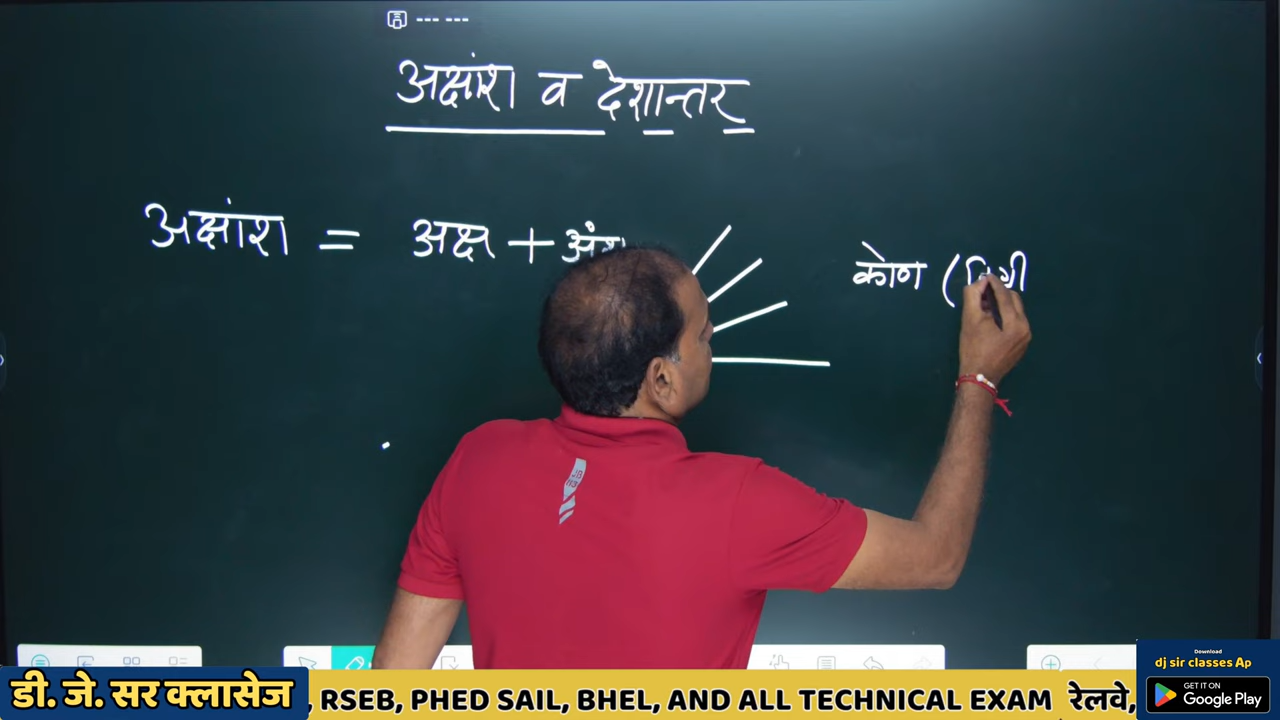 अक्षांश व देशान्तर
अक्षांश = अक्ष + अंश
कोण (डिग्री
डी. जे. सर क्लासेज
, RSEB, PHED SAIL, BHEL, AND ALL TECHNICAL EXAM रेलवे,
Download
dj sir classes Ap
GET IT ON
Google Play